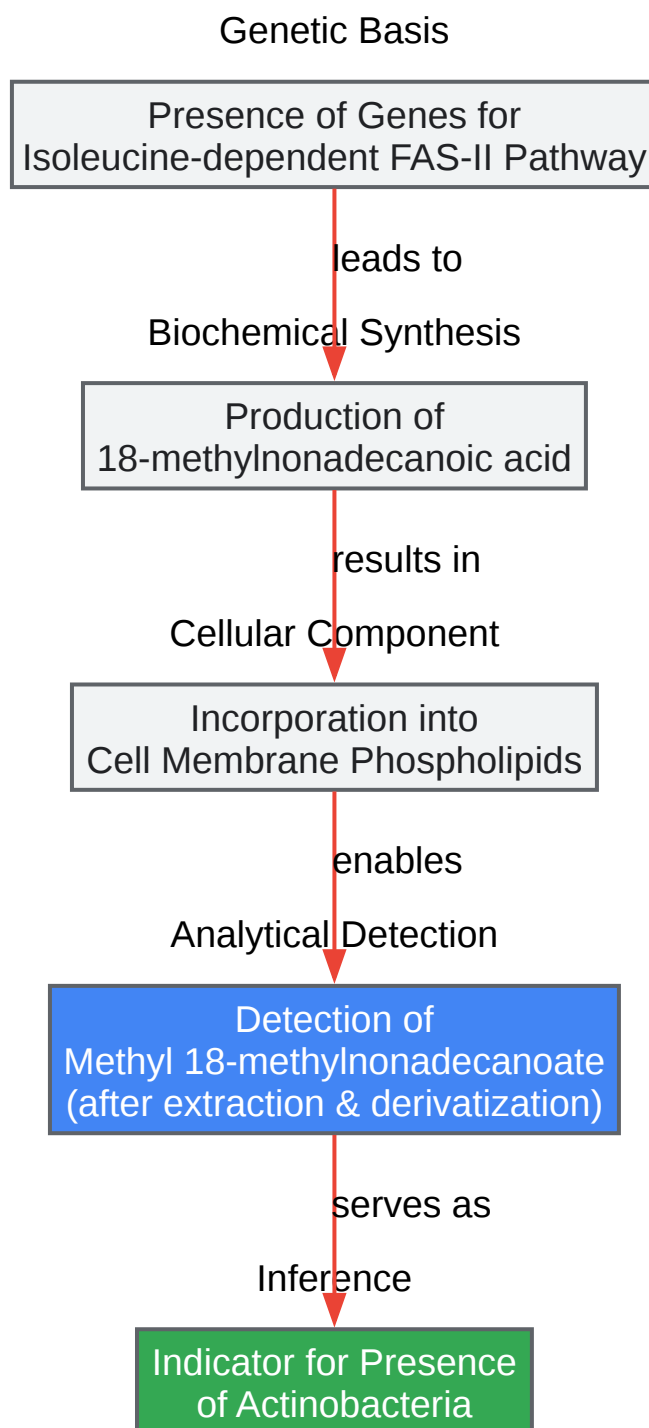 Genetic Basis
Presence of Genes for
Isoleucine-dependent FAS-II Pathway
leads to
Biochemical Synthesis
Production of
18-methylnonadecanoic acid
results in
Cellular Component
Incorporation into
Cell Membrane Phospholipids
enables
Analytical Detection
Detection of
Methyl 18-methylnonadecanoate
(after extraction & derivatization)
serves as
Inference
Indicator for Presence
of Actinobacteria